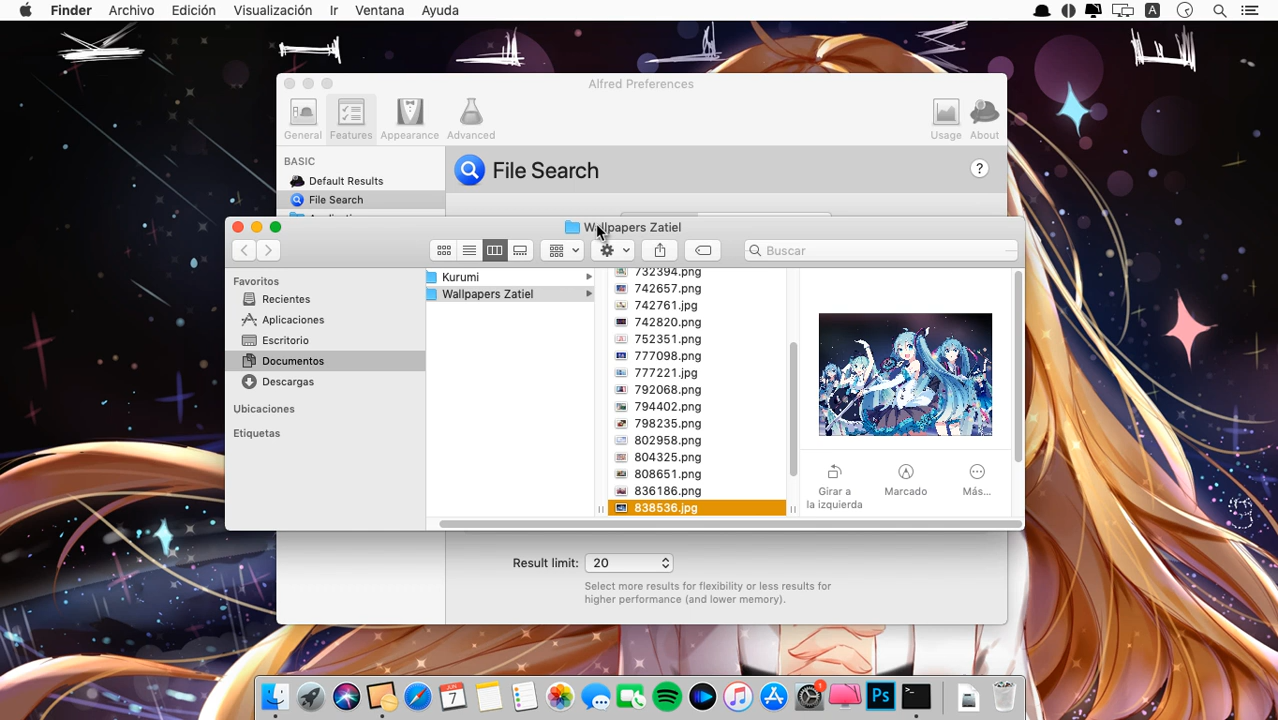 Finder Archivo Edición Visualización Ir Ventana Ayuda
A
Alfred Preferences
General Features Appearance Advanced Usage About
BASIC
Default Results
File Search
File Search
?
Wallpapers Zatiel
Buscar
Favoritos
Recientes
Aplicaciones
Escritorio
Documentos
Descargas
Ubicaciones
Etiquetas
Kurumi
Wallpapers Zatiel
732394.png
742657.png
742761.jpg
742820.png
752351.png
777098.png
777221.jpg
792068.png
794402.png
798235.png
802958.png
804325.png
808651.png
836186.png
838536.jpg
Girar a
la izquierda
Marcado
Más...
Result limit: 20
Select more results for flexibility or less results for
higher performance (and lower memory).
7
1
Ps